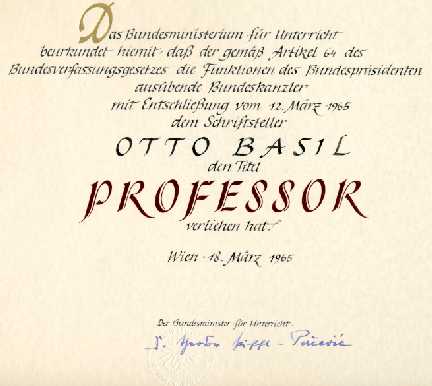 Das Bundesministerium für Unterricht
beurkundet hiemit daß der gemäß Artikel 64 des
Bundesverfassungsgesetzes die Funktionen des Bundespräsidenten
ausübende Bundeskanzler
mit Entschließung vom 12. März 1965
dem Schriftsteller
OTTO BASIL
den Titel
PROFESSOR
verliehen hat.
Wien · 18. März 1965
Der Bundesminister für Unterricht: